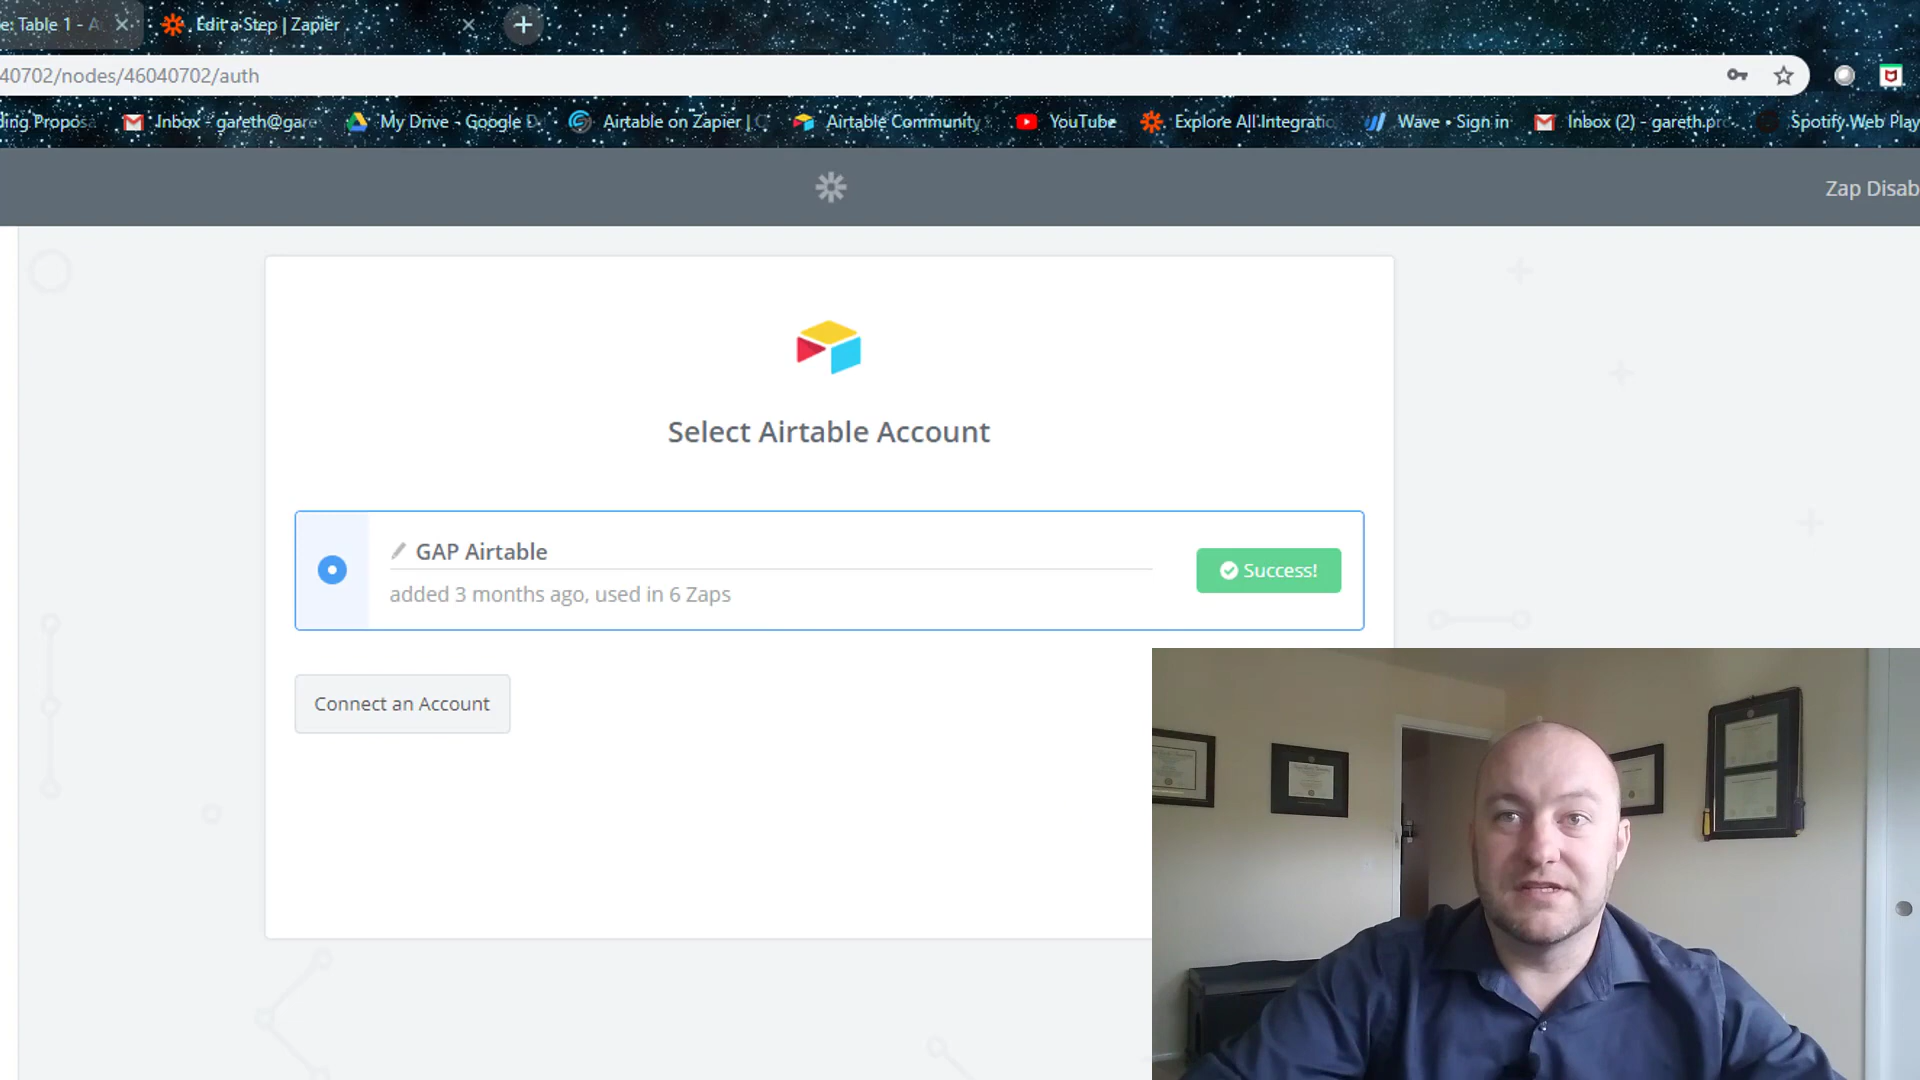 e: Table 1 - A
Edit a Step | Zapier
40702/nodes/46040702/auth
ing Proposa
Inbox - gareth@gare
My Drive - Google D
Airtable on Zapier | C
Airtable Community
YouTube
Explore All Integratio
Wave • Sign in
Inbox (2) - gareth.pro
Spotify Web Play
Zap Disab
Select Airtable Account
GAP Airtable
added 3 months ago, used in 6 Zaps
Success!
Connect an Account